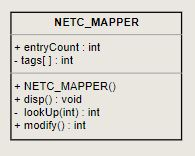 NETC_MAPPER
+ entryCount : int
- tags[ ] : int
+ NETC_MAPPER()
+ disp() : void
- lookUp(int) : int
+ modify() : int